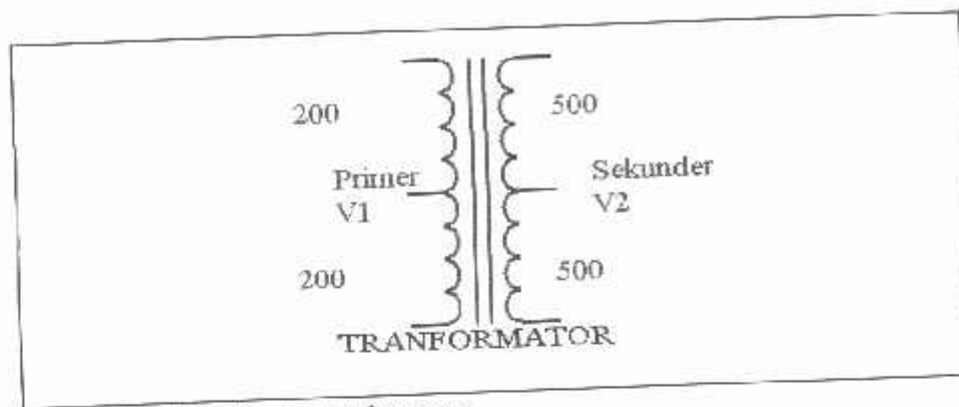 200
500
Primer
V1
Sekunder
V2
200
500
TRANFORMATOR